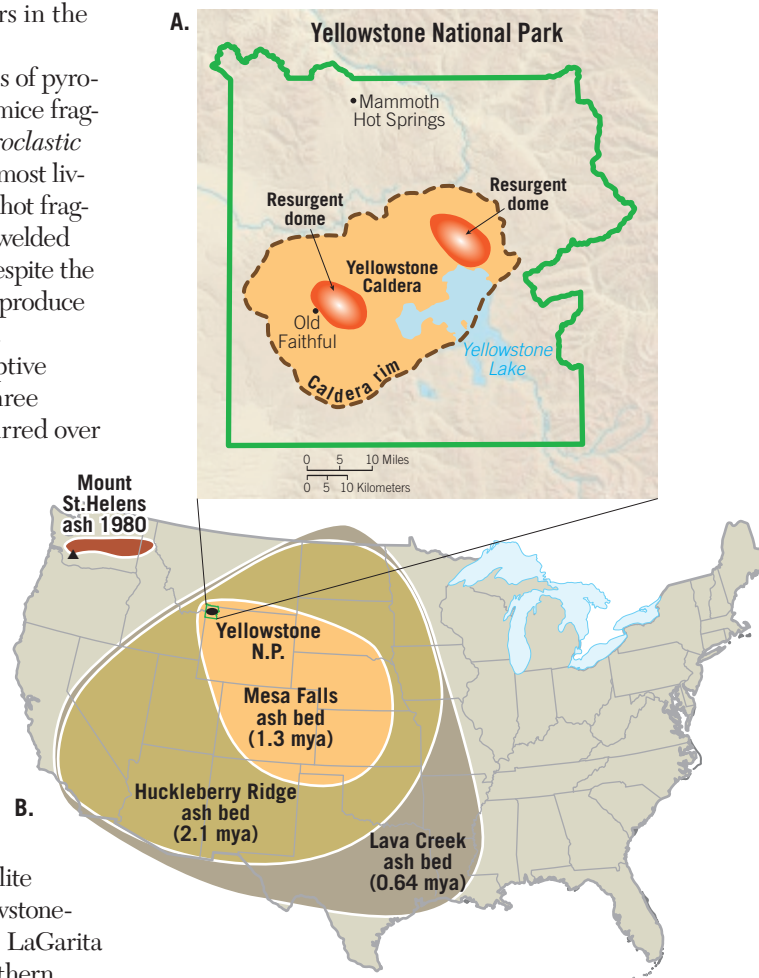 rs in the
s of pyro-
mice frag-
roclastic
most liv-
hot frag-
welded
espite the
produce
ptive
hree
rred over
A.
Yellowstone National Park
Mammoth
Hot Springs
Resurgent
dome
Resurgent
dome
Yellowstone
Caldera
Old
Faithful
Yellowstone
Lake
Caldera rim
0 5 10 Miles
0 5 10 Kilometers
Mount
St.Helens
ash 1980
Yellowstone
N.P.
Mesa Falls
ash bed
(1.3 mya)
Huckleberry Ridge
ash bed
(2.1 mya)
B.
Lava Creek
ash bed
(0.64 mya)
lite
wstone-
LaGarita
thern